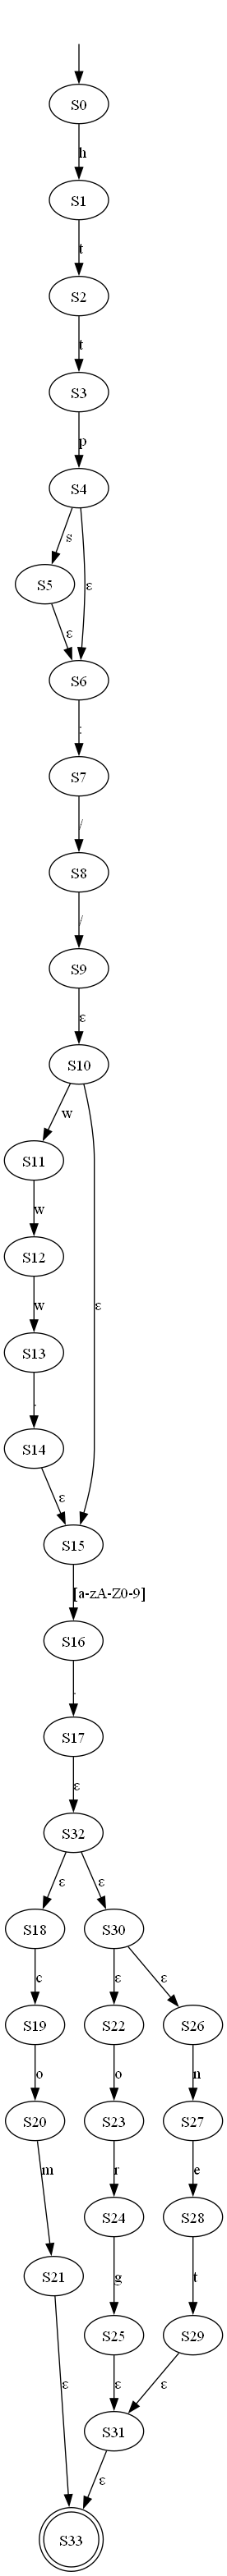 S0
h
S1
t
S2
t
S3
p
S4
s
S5
ε
ε
S6
:
S7
/
S8
/
S9
ε
S10
w
S11
w
S12
w
ε
S13
.
S14
ε
S15
[a-zA-Z0-9]
S16
.
S17
ε
S32
ε ε
S18 S30
c ε ε
S19 S22 S26
o o n
S20 S23 S27
m r e
S24 S28
S21 g t
S25 S29
ε ε ε
S31
ε
S33